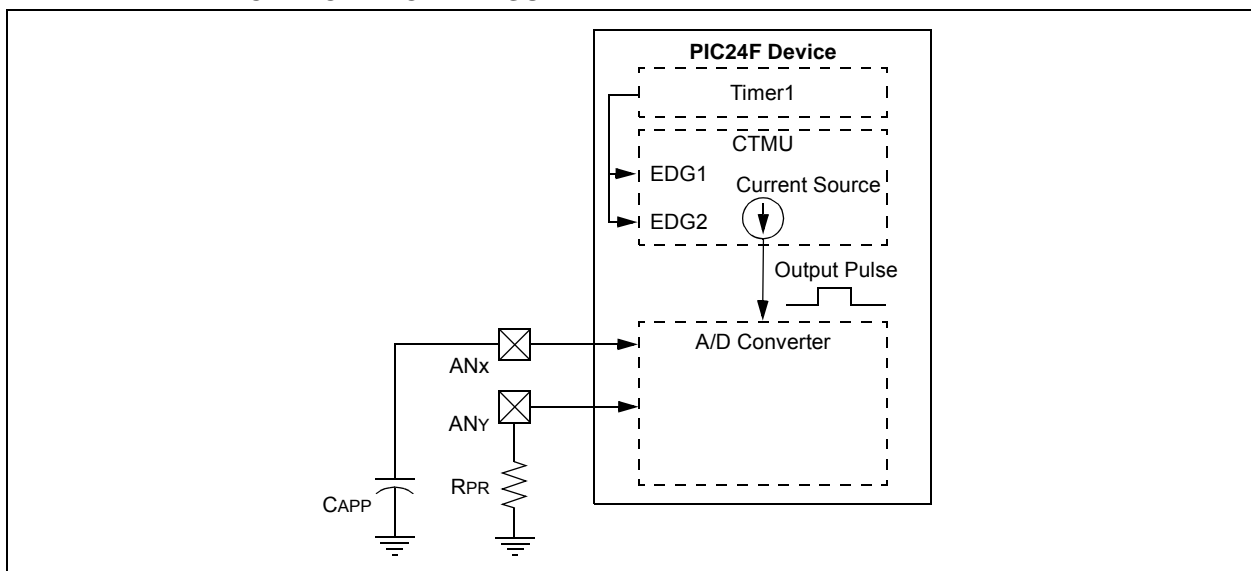 PIC24F Device
Timer1
CTMU
EDG1
Current Source
EDG2
Output Pulse
A/D Converter
ANX
ANY
RPR
CAPP